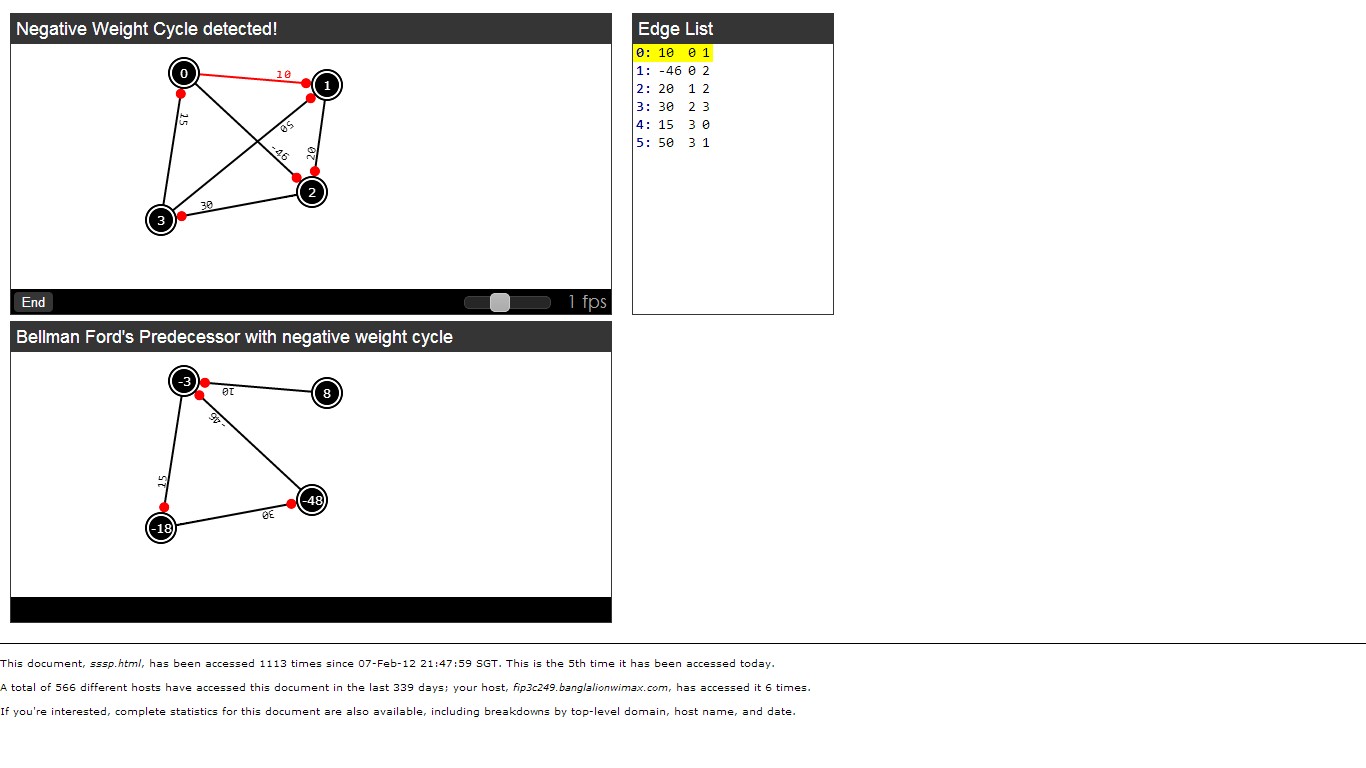 Negative Weight Cycle detected!
0
10
1
15
50
-46
20
2
3
30
End
1 fps
Edge List
0: 10 0 1
1: -46 0 2
2: 20 1 2
3: 30 2 3
4: 15 3 0
5: 50 3 1
Bellman Ford's Predecessor with negative weight cycle
-3
10
8
-46
15
-48
-18
30
This document, sssp.html, has been accessed 1113 times since 07-Feb-12 21:47:59 SGT. This is the 5th time it has been accessed today.
A total of 566 different hosts have accessed this document in the last 339 days; your host, fip3c249.banglalionwimax.com, has accessed it 6 times.
If you're interested, complete statistics for this document are also available, including breakdowns by top-level domain, host name, and date.